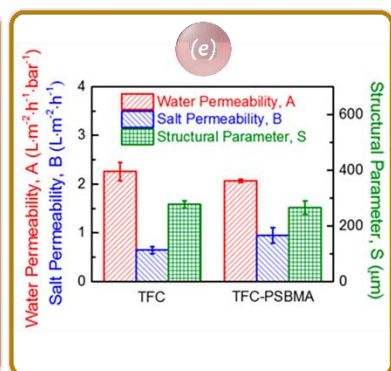 (e)
Water Permeability, A (L·m⁻²·h⁻¹·bar⁻¹)
Salt Permeability, B (L·m⁻²·h⁻¹)
4
3
2
1
0
Water Permeability, A
Salt Permeability, B
Structural Parameter, S
600
400
200
0
Structural Parameter, S (μm)
TFC
TFC-PSBMA